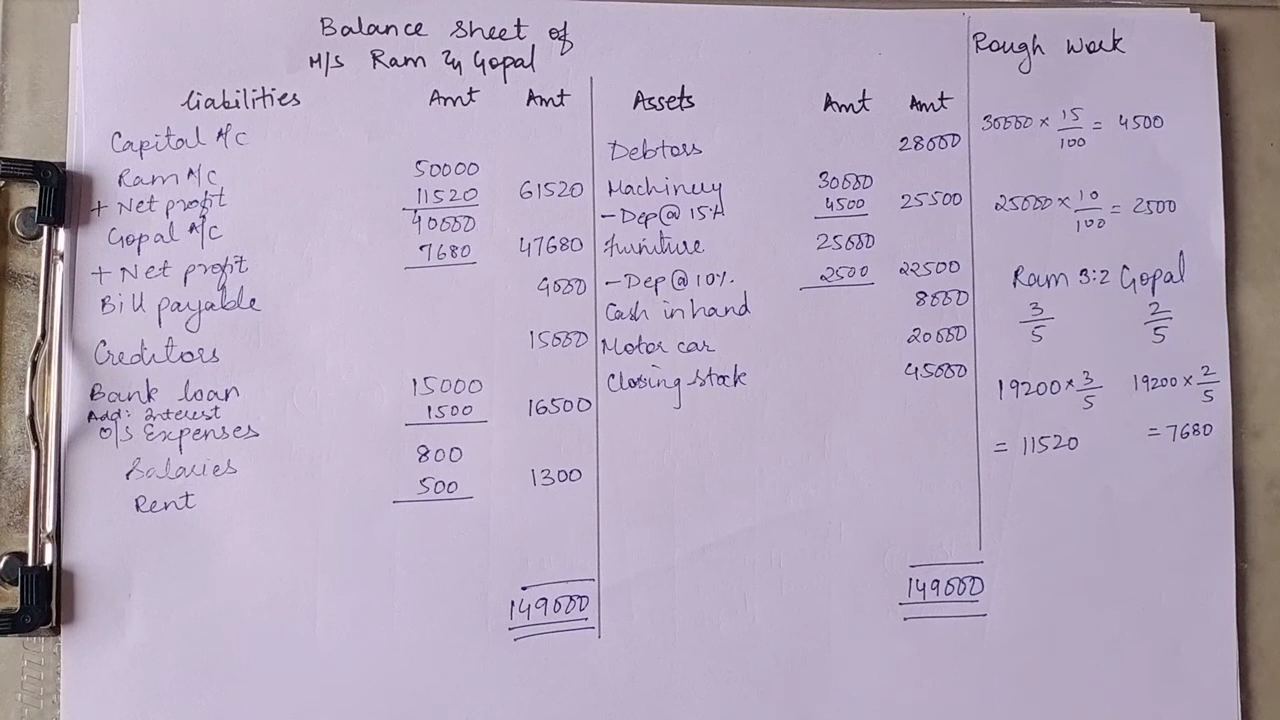 Balance Sheet of
M/S Ram & Gopal
Liabilities Amt Amt
Capital A/C
Ram A/C 50000
+ Net profit 11520 61520
Gopal A/C 40000
+ Net profit 7680 47680
Bill payable 7000
Creditors 15000
Bank loan 15000
Add: Interest 1500 16500
O/S Expenses
Salaries 800
Rent 500 1300
149000
Assets Amt Amt
Debtors 28000
Machinery 30000
- Dep @ 15% 4500 25500
furniture 25000
- Dep @ 10%. 2500 22500
Cash in hand 8000
Motor car 20000
Closing stock 45000
149000
Rough Work
30000 × 15/100 = 4500
25000 × 10/100 = 2500
Ram 3:2 Gopal
3/5 2/5
19200 × 3/5 19200 × 2/5
= 11520 = 7680